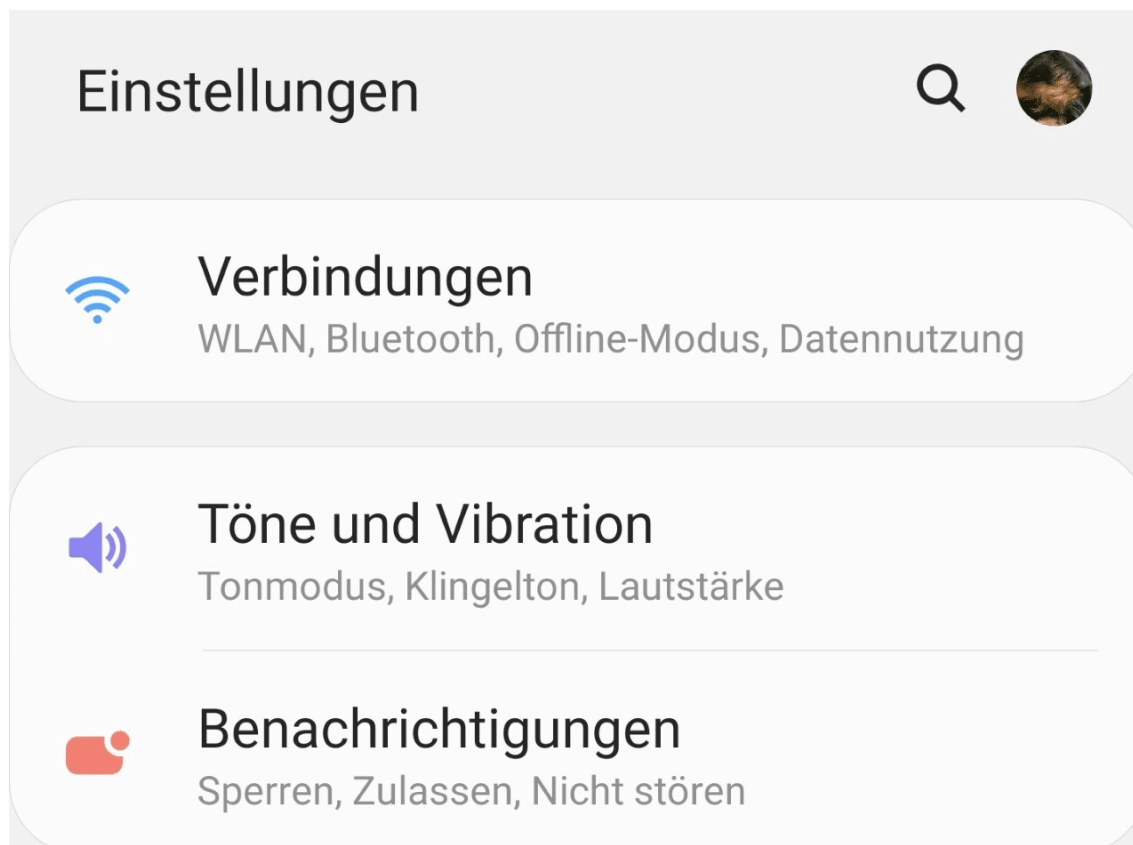 Einstellungen
Verbindungen
WLAN, Bluetooth, Offline-Modus, Datennutzung
Töne und Vibration
Tonmodus, Klingelton, Lautstärke
Benachrichtigungen
Sperren, Zulassen, Nicht stören